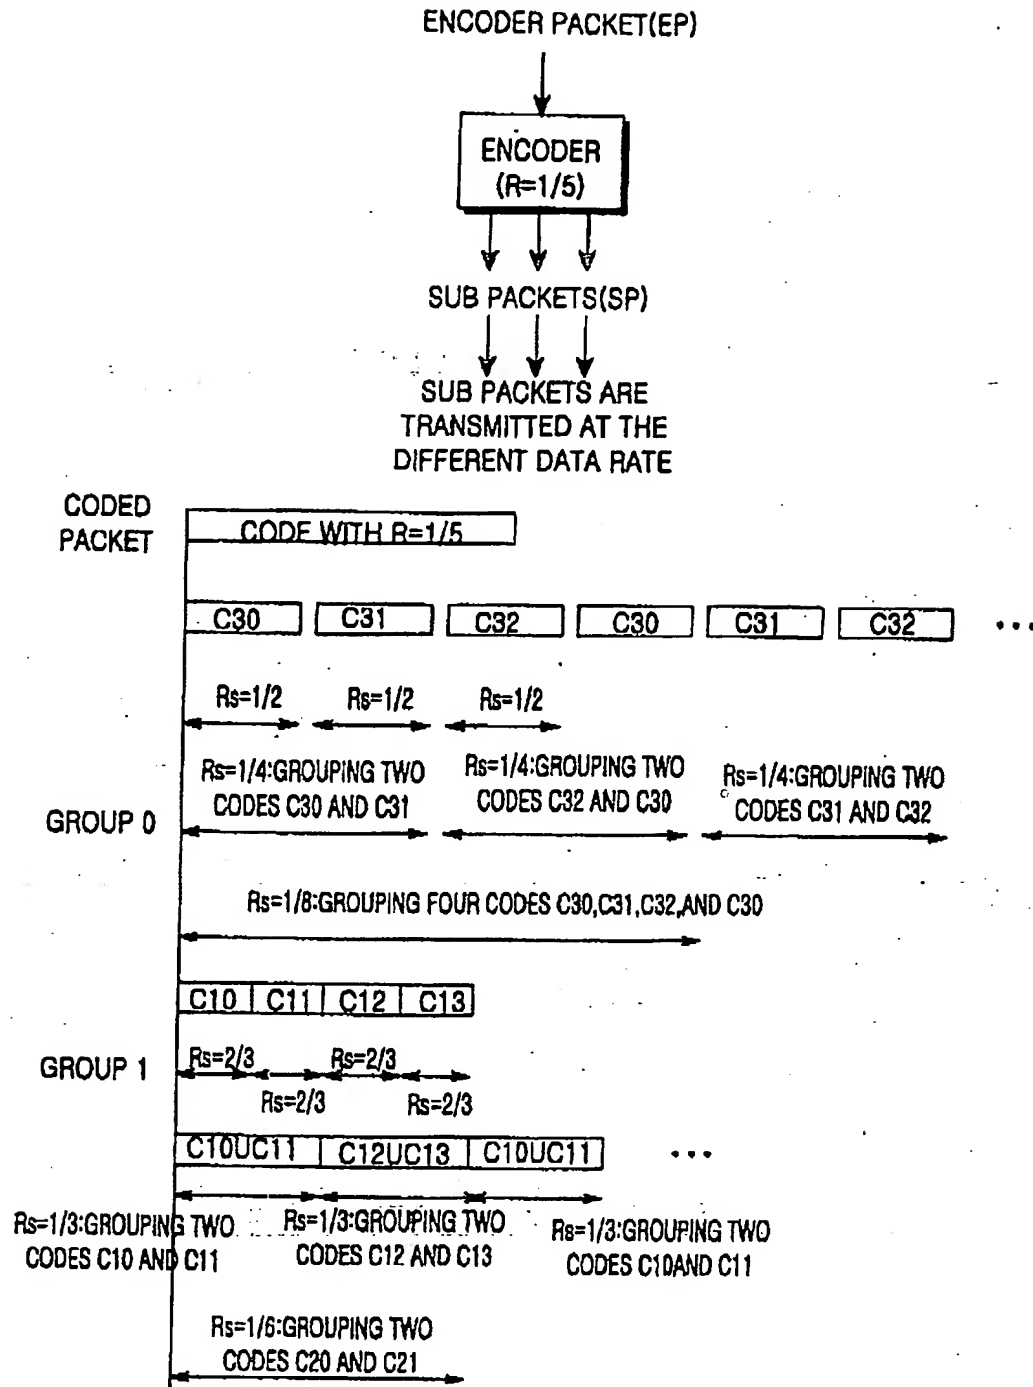 ENCODER PACKET(EP)
ENCODER
(R=1/5)
SUB PACKETS(SP)
SUB PACKETS ARE
TRANSMITTED AT THE
DIFFERENT DATA RATE
CODED
PACKET
CODE WITH R=1/5
C30 C31 C32 C30 C31 C32 •••
Rs=1/2 Rs=1/2 Rs=1/2
Rs=1/4:GROUPING TWO
CODES C30 AND C31
Rs=1/4:GROUPING TWO
CODES C32 AND C30
Rs=1/4:GROUPING TWO
CODES C31 AND C32
GROUP 0
Rs=1/8:GROUPING FOUR CODES C30,C31,C32,AND C30
C10 C11 C12 C13
GROUP 1
Rs=2/3 Rs=2/3
Rs=2/3 Rs=2/3
C10UC11 C12UC13 C10UC11 •••
Rs=1/3:GROUPING TWO
CODES C10 AND C11
Rs=1/3:GROUPING TWO
CODES C12 AND C13
Rs=1/3:GROUPING TWO
CODES C10AND C11
Rs=1/6:GROUPING TWO
CODES C20 AND C21